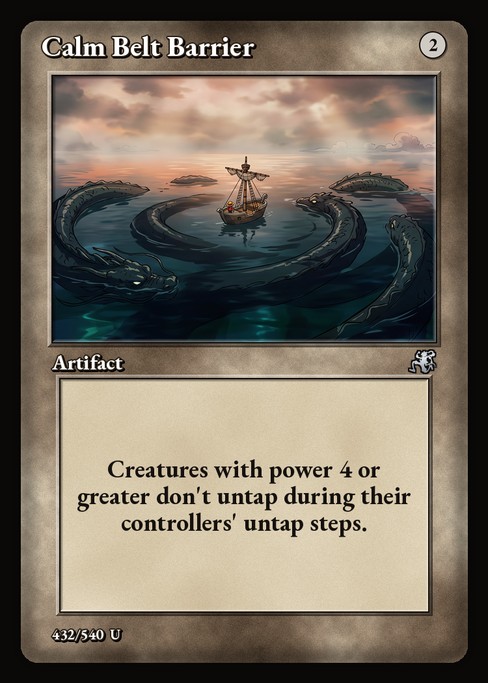 Calm Belt Barrier
2
Artifact
Creatures with power 4 or
greater don't untap during their
controllers' untap steps.
432/540 U